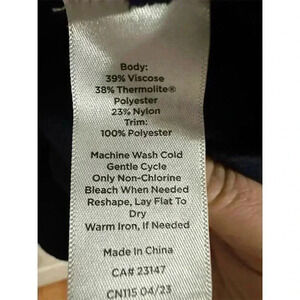 Body:
39% Viscose
38% Thermolite®
Polyester
23% Nylon
Trim:
100% Polyester
Machine Wash Cold
Gentle Cycle
Only Non-Chlorine
Bleach When Needed
Reshape, Lay Flat To
Dry
Warm Iron, If Needed
Made In China
CA# 23147
CN115 04/23